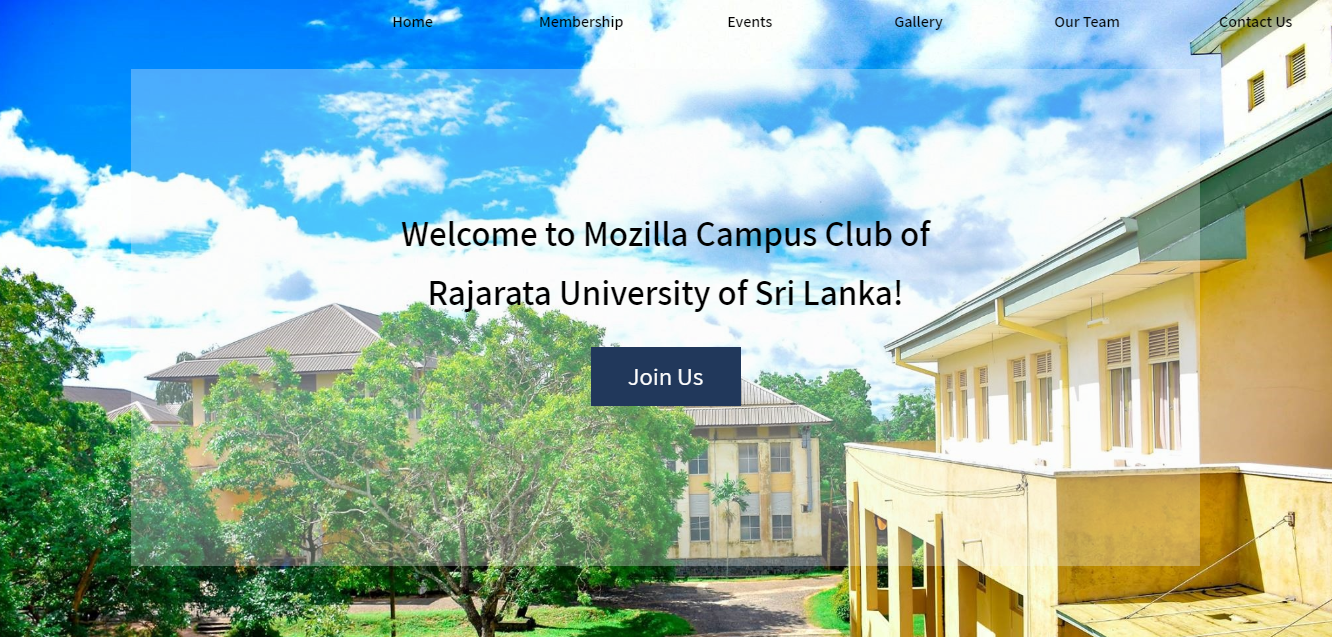 Home Membership Events Gallery Our Team Contact Us
Welcome to Mozilla Campus Club of
Rajarata University of Sri Lanka!
Join Us